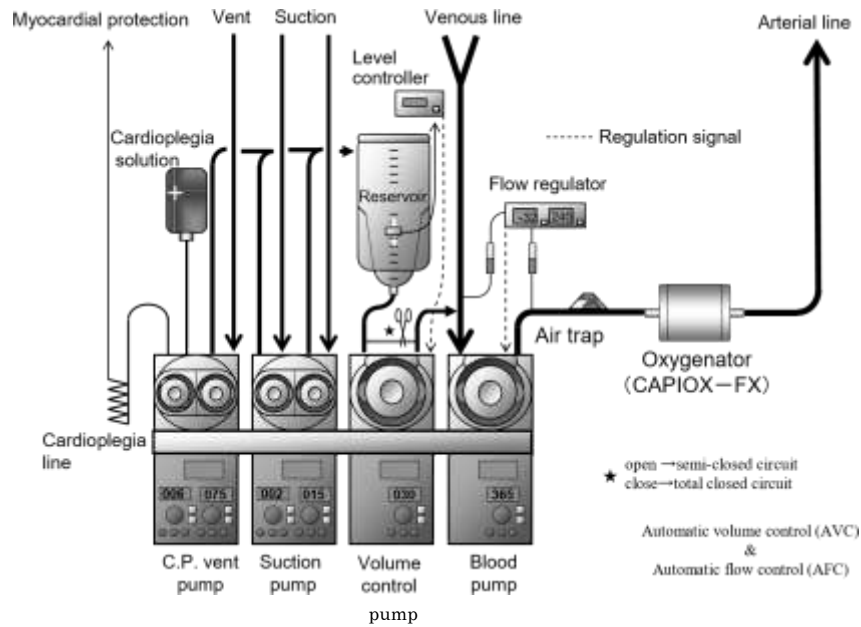 Myocardial protection
Vent
Suction
Venous line
Arterial line
Level
controller
Regulation signal
Cardioplegia
solution
Reservoir
Flow regulator
Air trap
Oxygenator
(CAPIOX-FX)
Cardioplegia
line
★ open →semi-closed circuit
close→total closed circuit
006
075
002
015
030
365
Automatic volume control (AVC)
&
Automatic flow control (AFC)
C.P. vent
pump
Suction
pump
Volume
control
pump
Blood
pump